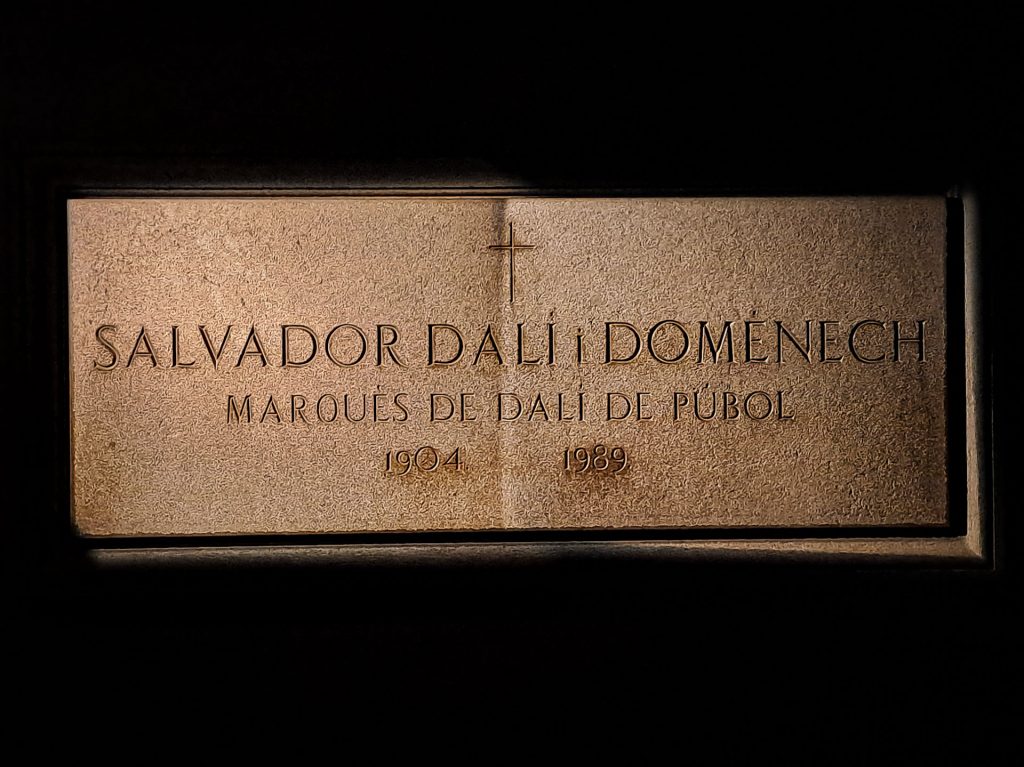 SALVADOR DALÍ i DOMÈNECH
MARQUÈS DE DALÍ DE PÚBOL
1904 1989